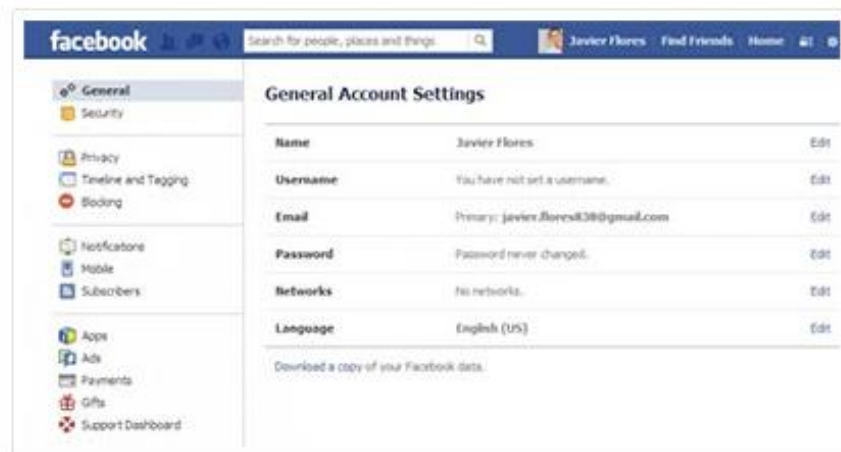 facebook
Search for people, places and things
Javier Flores Find Friends Home
General
Security
Privacy
Timeline and Tagging
Blocking
Notifications
Mobile
Subscribers
Apps
Ads
Payments
Gifts
Support Dashboard
General Account Settings
Name Javier Flores Edit
Username You have not set a username. Edit
Email Primary: javier.flores830@gmail.com Edit
Password Password never changed. Edit
Networks No networks. Edit
Language English (US) Edit
Download a copy of your Facebook data.